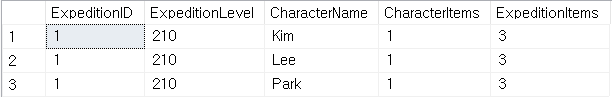 ExpeditionID ExpeditionLevel CharacterName CharacterItems ExpeditionItems
1 1 210 Kim 1 3
2 1 210 Lee 1 3
3 1 210 Park 1 3